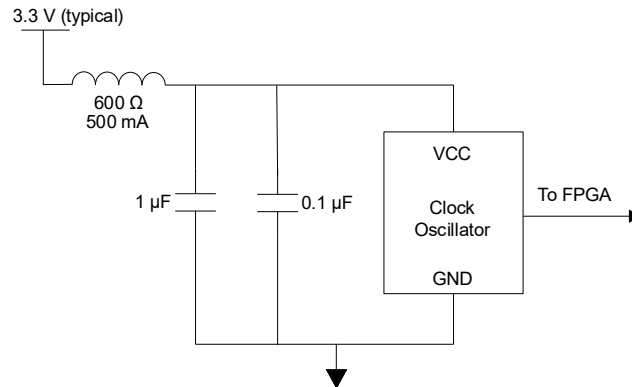 3.3 V (typical)
600 Ω
500 mA
1 µF
0.1 µF
VCC
Clock
Oscillator
GND
To FPGA